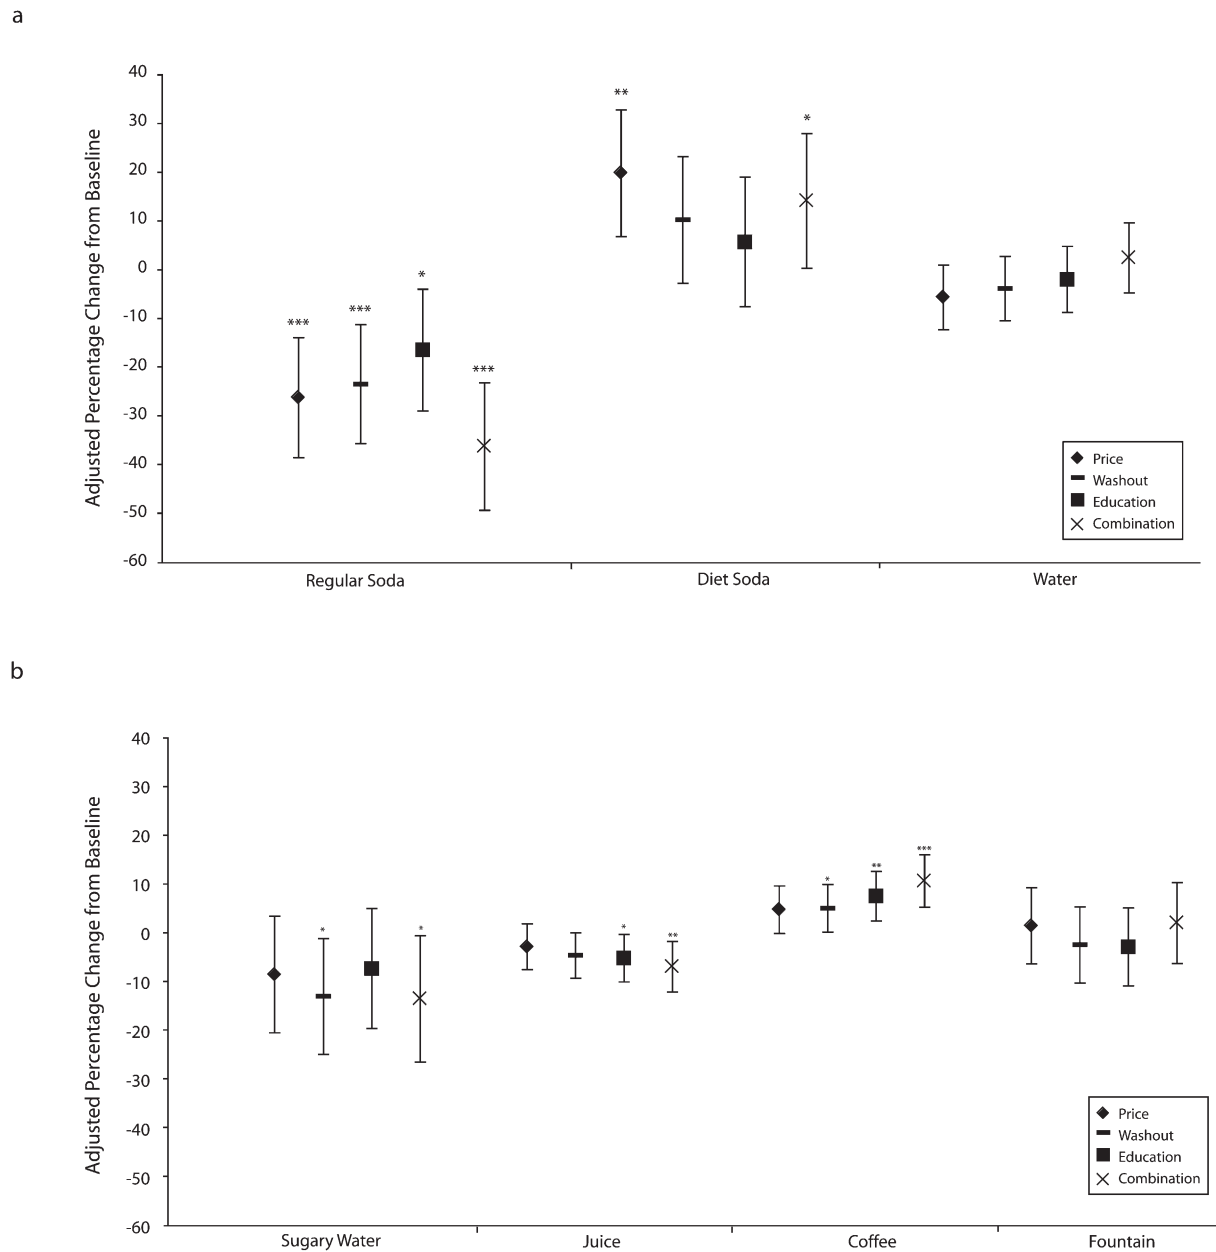 a
Adjusted Percentage Change from Baseline
40
30
20
10
0
-10
-20
-30
-40
-50
-60
***
***
*
***
**
*
Price
Washout
Education
Combination
Regular Soda
Diet Soda
Water
b
Adjusted Percentage Change from Baseline
40
30
20
10
0
-10
-20
-30
-40
-50
-60
*
*
*
**
*
**
***
Price
Washout
Education
Combination
Sugary Water
Juice
Coffee
Fountain